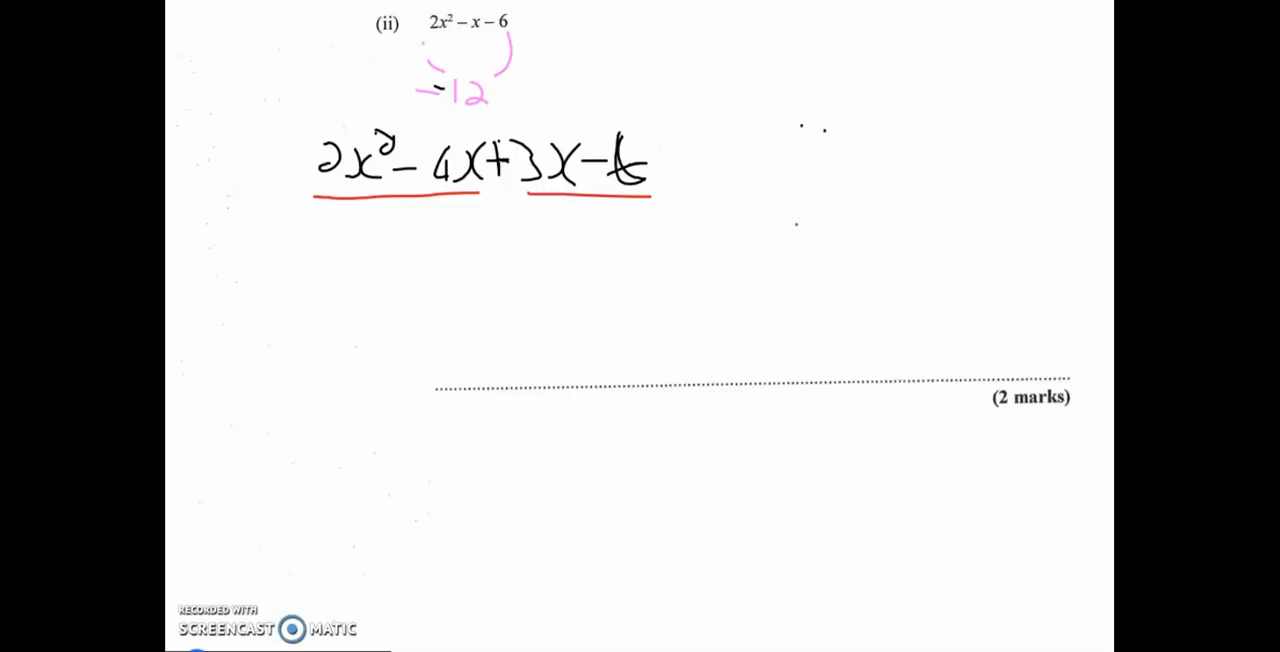 (ii) 2x² – x – 6
-12
2x² - 4x + 3x - 6
(2 marks)
RECORDED WITH
SCREENCAST MATIC